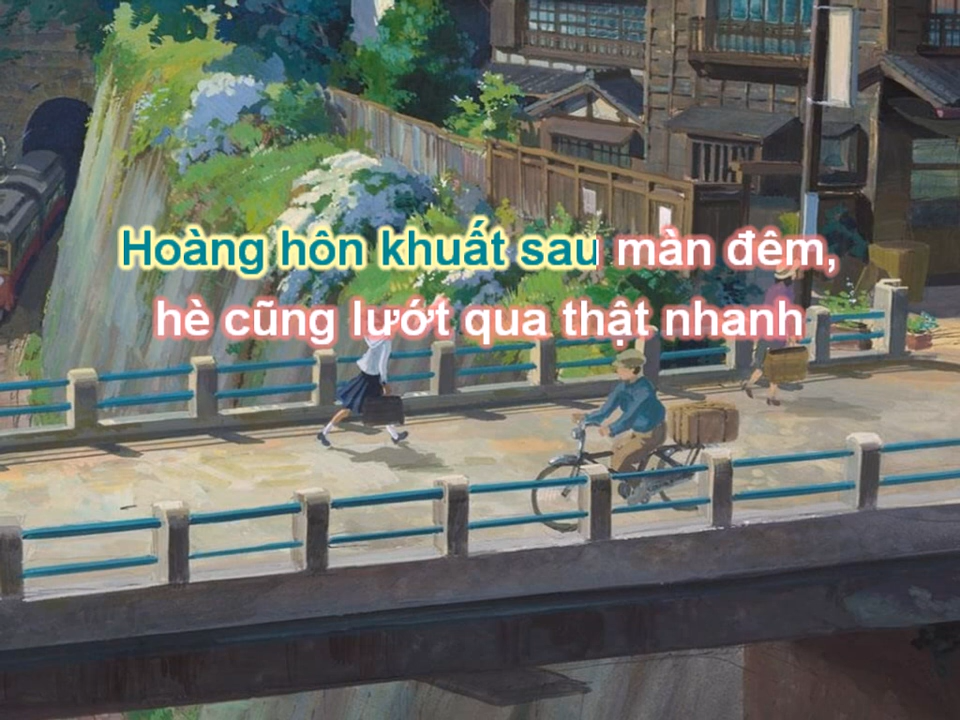 Hoàng hôn khuất sau màn đêm,
hè cũng lướt qua thật nhanh